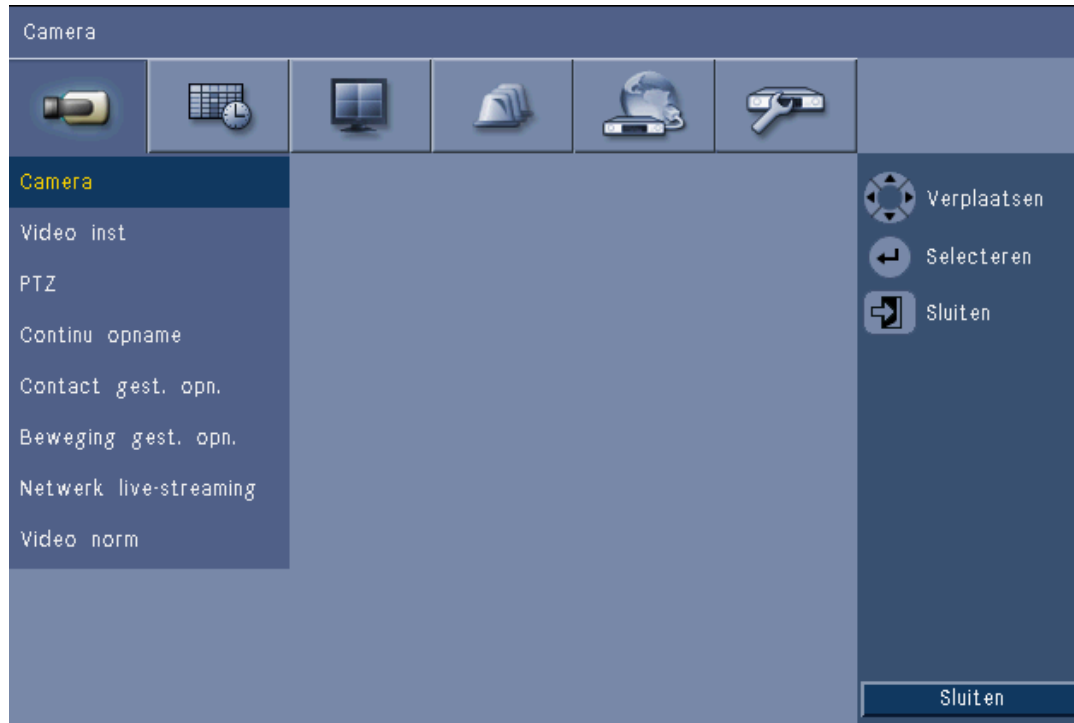 Camera
Camera
Video inst
PTZ
Continu opname
Contact gest. opn.
Beweging gest. opn.
Netwerk live-streaming
Video norm
Verplaatsen
Selecteren
Sluiten
Sluiten